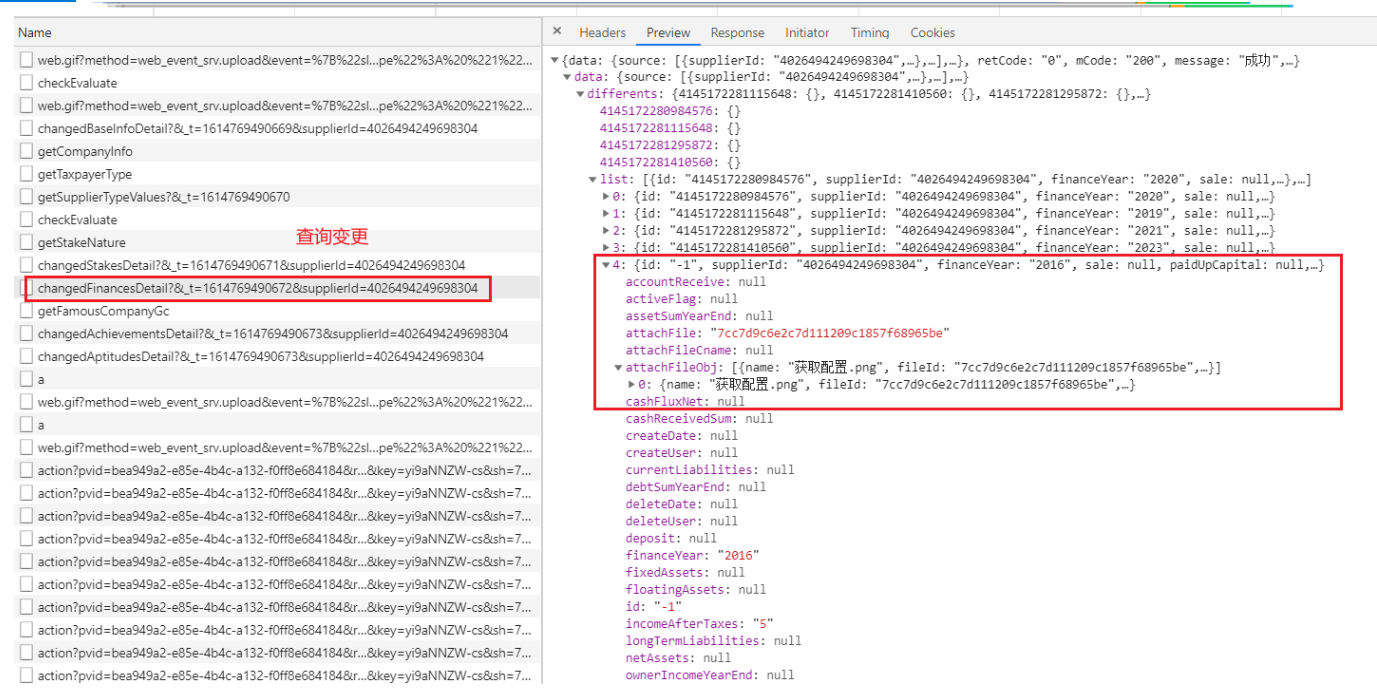 Name
web.gif?method=web_event_srv.upload&event=%7B%22sl...pe%22%3A%20%221%22...
checkEvaluate
web.gif?method=web_event_srv.upload&event=%7B%22sl...pe%22%3A%20%221%22...
changedBaseInfoDetail?&_t=1614769490669&supplierId=4026494249698304
getCompanyInfo
getTaxpayerType
getSupplierTypeValues?&_t=1614769490670
checkEvaluate
getStakeNature
查询变更
changedStakesDetail?&_t=1614769490671&supplierId=4026494249698304
changedFinancesDetail?&_t=1614769490672&supplierId=4026494249698304
getFamousCompanyGc
changedAchievementsDetail?&_t=1614769490673&supplierId=4026494249698304
changedAptitudesDetail?&_t=1614769490673&supplierId=4026494249698304
a
web.gif?method=web_event_srv.upload&event=%7B%22sl...pe%22%3A%20%221%22...
a
web.gif?method=web_event_srv.upload&event=%7B%22sl...pe%22%3A%20%221%22...
action?pvid=bea949a2-e85e-4b4c-a132-f0ff8e684184&r...&key=yi9aNNZW-cs&sh=7...
action?pvid=bea949a2-e85e-4b4c-a132-f0ff8e684184&r...&key=yi9aNNZW-cs&sh=7...
action?pvid=bea949a2-e85e-4b4c-a132-f0ff8e684184&r...&key=yi9aNNZW-cs&sh=7...
action?pvid=bea949a2-e85e-4b4c-a132-f0ff8e684184&r...&key=yi9aNNZW-cs&sh=7...
action?pvid=bea949a2-e85e-4b4c-a132-f0ff8e684184&r...&key=yi9aNNZW-cs&sh=7...
action?pvid=bea949a2-e85e-4b4c-a132-f0ff8e684184&r...&key=yi9aNNZW-cs&sh=7...
action?pvid=bea949a2-e85e-4b4c-a132-f0ff8e684184&r...&key=yi9aNNZW-cs&sh=7...
action?pvid=bea949a2-e85e-4b4c-a132-f0ff8e684184&r...&key=yi9aNNZW-cs&sh=7...
action?pvid=bea949a2-e85e-4b4c-a132-f0ff8e684184&r...&key=yi9aNNZW-cs&sh=7...
action?pvid=bea949a2-e85e-4b4c-a132-f0ff8e684184&r...&key=yi9aNNZW-cs&sh=7...
× Headers Preview Response Initiator Timing Cookies
▼{data: {source: [{supplierId: "4026494249698304",…},…],…}, retCode: "0", mCode: "200", message: "成功",…}
▼data: {source: [{supplierId: "4026494249698304",…},…],…}
▼differents: {4145172281115648: {}, 4145172281410560: {}, 4145172281295872: {},…}
4145172280984576: {}
4145172281115648: {}
4145172281295872: {}
4145172281410560: {}
▼list: [{id: "4145172280984576", supplierId: "4026494249698304", financeYear: "2020", sale: null,…},…]
▶0: {id: "4145172280984576", supplierId: "4026494249698304", financeYear: "2020", sale: null,…}
▶1: {id: "4145172281115648", supplierId: "4026494249698304", financeYear: "2019", sale: null,…}
▶2: {id: "4145172281295872", supplierId: "4026494249698304", financeYear: "2021", sale: null,…}
▶3: {id: "4145172281410560", supplierId: "4026494249698304", financeYear: "2023", sale: null,…}
▼4: {id: "-1", supplierId: "4026494249698304", financeYear: "2016", sale: null, paidUpCapital: null,…}
accountReceive: null
activeFlag: null
assetSumYearEnd: null
attachFile: "7cc7d9c6e2c7d111209c1857f68965be"
attachFileCname: null
▼attachFileObj: [{name: "获取配置.png", fileId: "7cc7d9c6e2c7d111209c1857f68965be",…}]
▶0: {name: "获取配置.png", fileId: "7cc7d9c6e2c7d111209c1857f68965be",…}
cashFluxNet: null
cashReceivedSum: null
createDate: null
createUser: null
currentLiabilities: null
debtSumYearEnd: null
deleteDate: null
deleteUser: null
deposit: null
financeYear: "2016"
fixedAssets: null
floatingAssets: null
id: "-1"
incomeAfterTaxes: "5"
longTermLiabilities: null
netAssets: null
ownerIncomeYearEnd: null